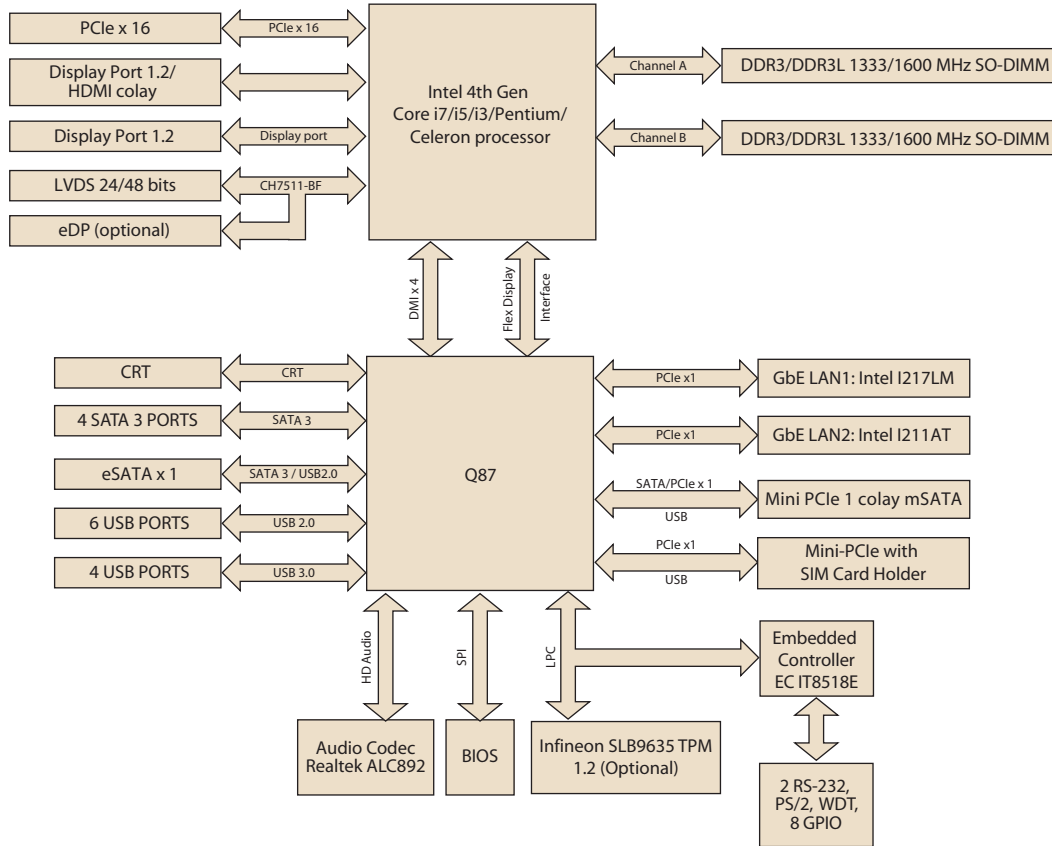 PCIe x 16
PCIe x 16
Display Port 1.2/
HDMI colay
Display Port 1.2
Display port
LVDS 24/48 bits
CH7511-BF
eDP (optional)
Intel 4th Gen
Core i7/i5/i3/Pentium/
Celeron processor
Channel A
DDR3/DDR3L 1333/1600 MHz SO-DIMM
Channel B
DDR3/DDR3L 1333/1600 MHz SO-DIMM
DMI x 4
Flex Display
Interface
CRT
CRT
4 SATA 3 PORTS
SATA 3
eSATA x 1
SATA 3 / USB2.0
6 USB PORTS
USB 2.0
4 USB PORTS
USB 3.0
Q87
PCIe x1
GbE LAN1: Intel I217LM
PCIe x1
GbE LAN2: Intel I211AT
SATA/PCIe x 1
USB
Mini PCIe 1 colay mSATA
PCIe x1
USB
Mini-PCIe with
SIM Card Holder
HD Audio
SPI
LPC
Embedded
Controller
EC IT8518E
Audio Codec
Realtek ALC892
BIOS
Infineon SLB9635 TPM
1.2 (Optional)
2 RS-232,
PS/2, WDT,
8 GPIO